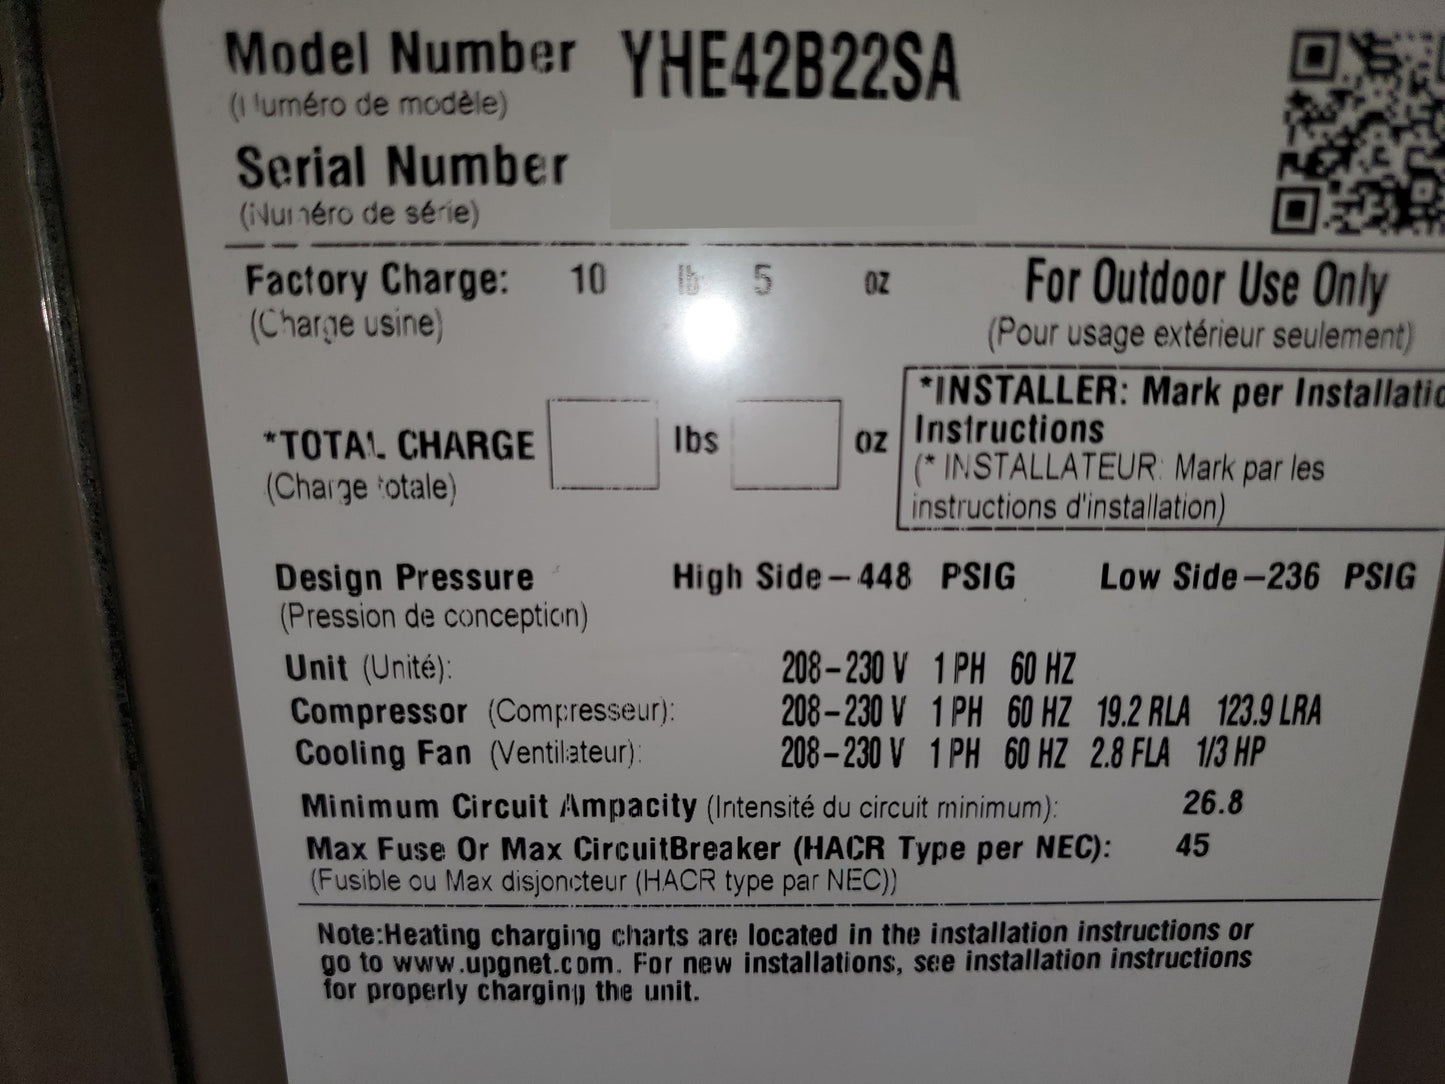 Model Number YHE42B22SA
(Numéro de modèle)
Serial Number
(Numéro de série)
Factory Charge: 10 lb 5 oz For Outdoor Use Only
(Charge usine) (Pour usage extérieur seulement)
*INSTALLER: Mark per Installatio
Instructions
*TOTAL CHARGE lbs oz
(* INSTALLATEUR: Mark par les
(Charge totale)
instructions d'installation)
Design Pressure High Side-448 PSIG Low Side-236 PSIG
(Pression de conception)
Unit (Unité): 208-230 V 1 PH 60 HZ
Compressor (Compresseur): 208-230 V 1 PH 60 HZ 19.2 RLA 123.9 LRA
Cooling Fan (Ventilateur): 208-230 V 1 PH 60 HZ 2.8 FLA 1/3 HP
Minimum Circuit Ampacity (Intensité du circuit minimum): 26.8
Max Fuse Or Max CircuitBreaker (HACR Type per NEC): 45
(Fusible ou Max disjoncteur (HACR type par NEC))
Note:Heating charging charts are located in the installation instructions or
go to www.upgnet.com. For new installations, see installation instructions
for properly charging the unit.